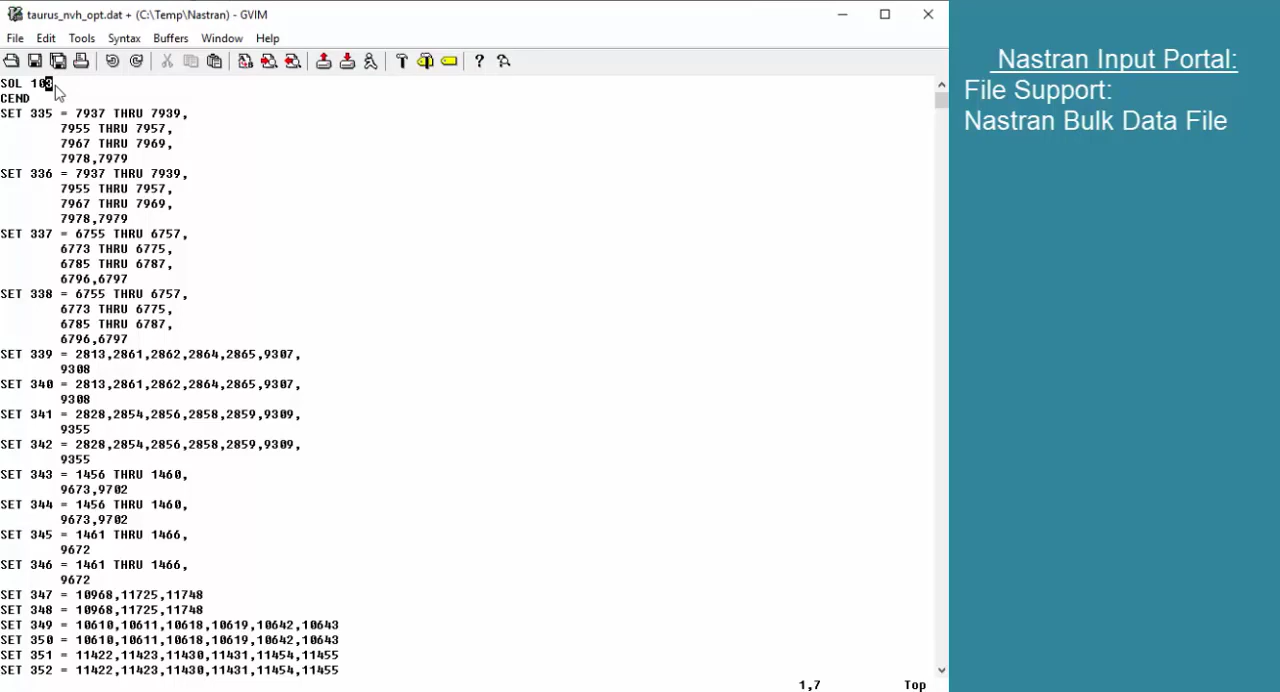 taurus_nvh_opt.dat + (C:\Temp\Nastran) - GVIM
File Edit Tools Syntax Buffers Window Help
SOL 103
CEND
SET 335 = 7937 THRU 7939,
7955 THRU 7957,
7967 THRU 7969,
7978,7979
SET 336 = 7937 THRU 7939,
7955 THRU 7957,
7967 THRU 7969,
7978,7979
SET 337 = 6755 THRU 6757,
6773 THRU 6775,
6785 THRU 6787,
6796,6797
SET 338 = 6755 THRU 6757,
6773 THRU 6775,
6785 THRU 6787,
6796,6797
SET 339 = 2813,2861,2862,2864,2865,9307,
9308
SET 340 = 2813,2861,2862,2864,2865,9307,
9308
SET 341 = 2828,2854,2856,2858,2859,9309,
9355
SET 342 = 2828,2854,2856,2858,2859,9309,
9355
SET 343 = 1456 THRU 1460,
9673,9702
SET 344 = 1456 THRU 1460,
9673,9702
SET 345 = 1461 THRU 1466,
9672
SET 346 = 1461 THRU 1466,
9672
SET 347 = 10968,11725,11748
SET 348 = 10968,11725,11748
SET 349 = 10610,10611,10618,10619,10642,10643
SET 350 = 10610,10611,10618,10619,10642,10643
SET 351 = 11422,11423,11430,11431,11454,11455
SET 352 = 11422,11423,11430,11431,11454,11455
1,7 Top
Nastran Input Portal:
File Support:
Nastran Bulk Data File